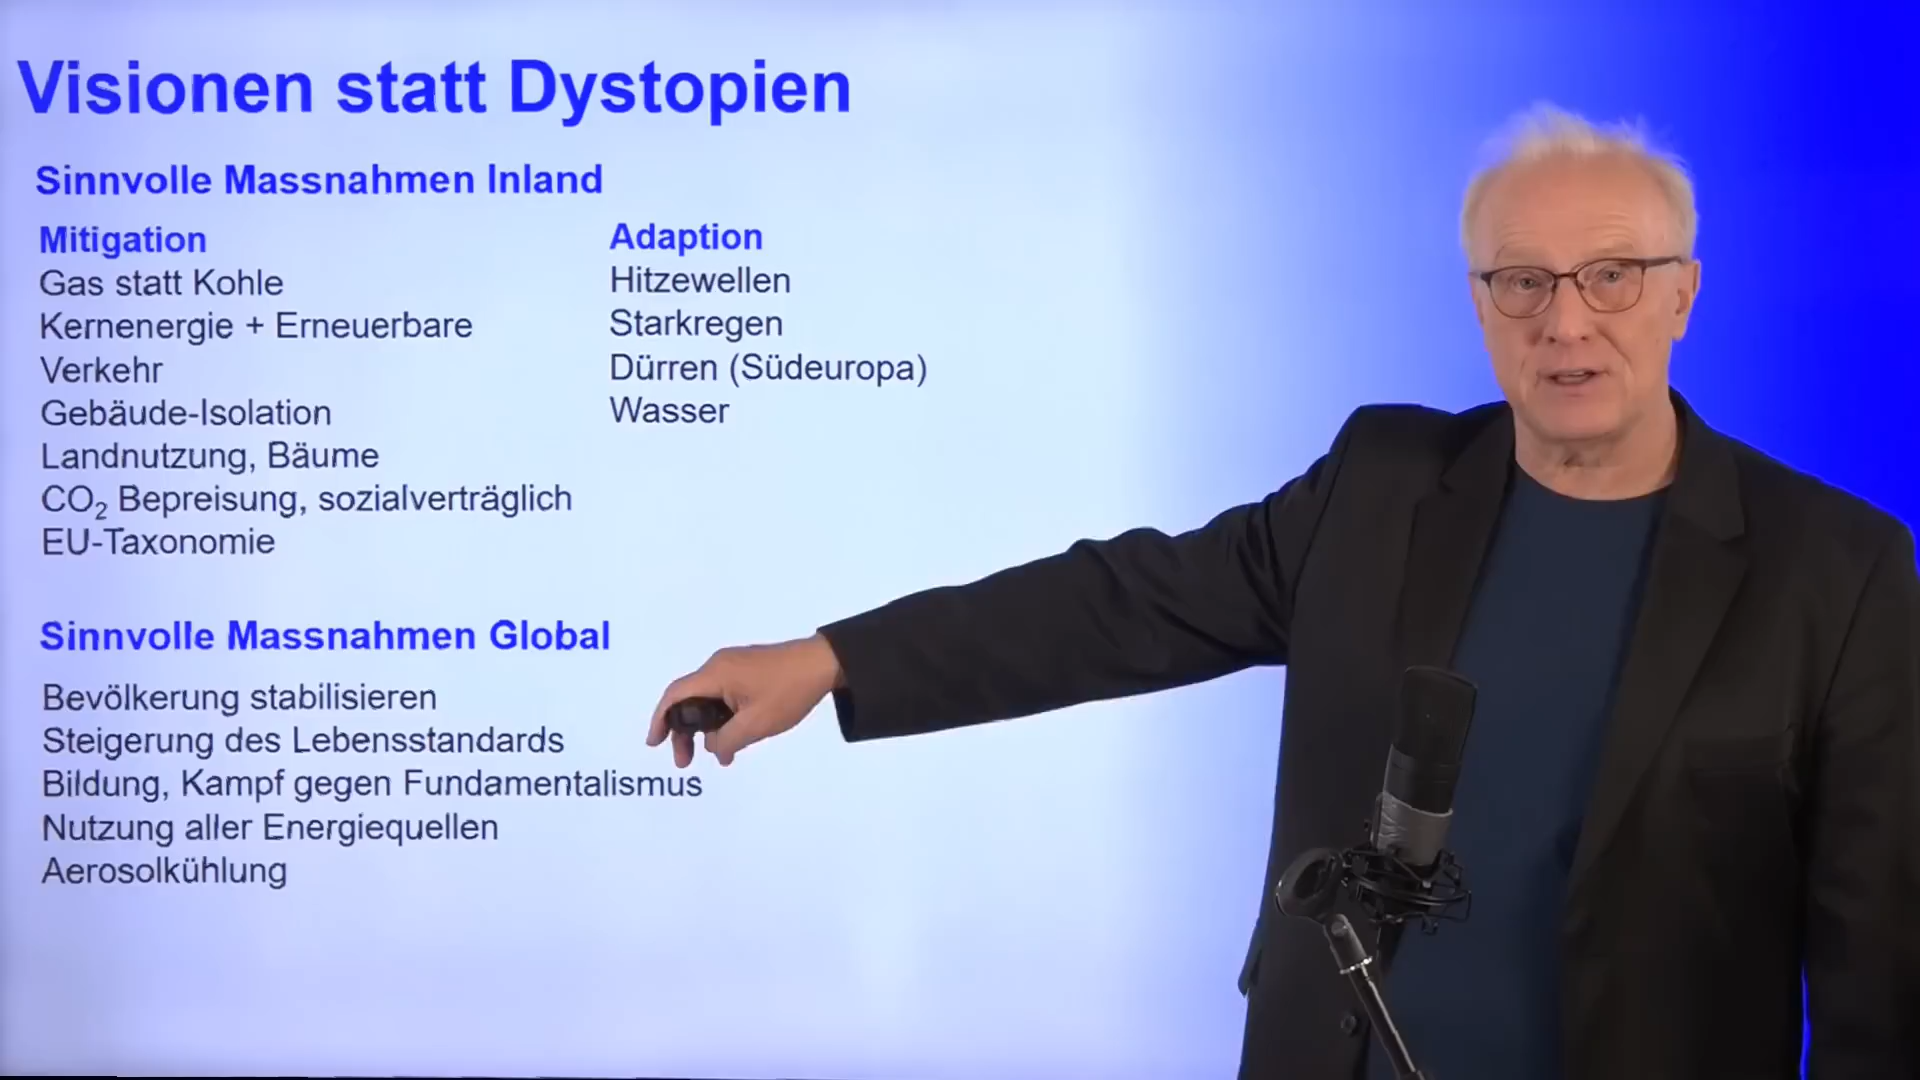 Visionen statt Dystopien
Sinnvolle Massnahmen Inland
Mitigation
Gas statt Kohle
Kernenergie + Erneuerbare
Verkehr
Gebäude-Isolation
Landnutzung, Bäume
CO₂ Bepreisung, sozialverträglich
EU-Taxonomie
Adaption
Hitzewellen
Starkregen
Dürren (Südeuropa)
Wasser
Sinnvolle Massnahmen Global
Bevölkerung stabilisieren
Steigerung des Lebensstandards
Bildung, Kampf gegen Fundamentalismus
Nutzung aller Energiequellen
Aerosolkühlung